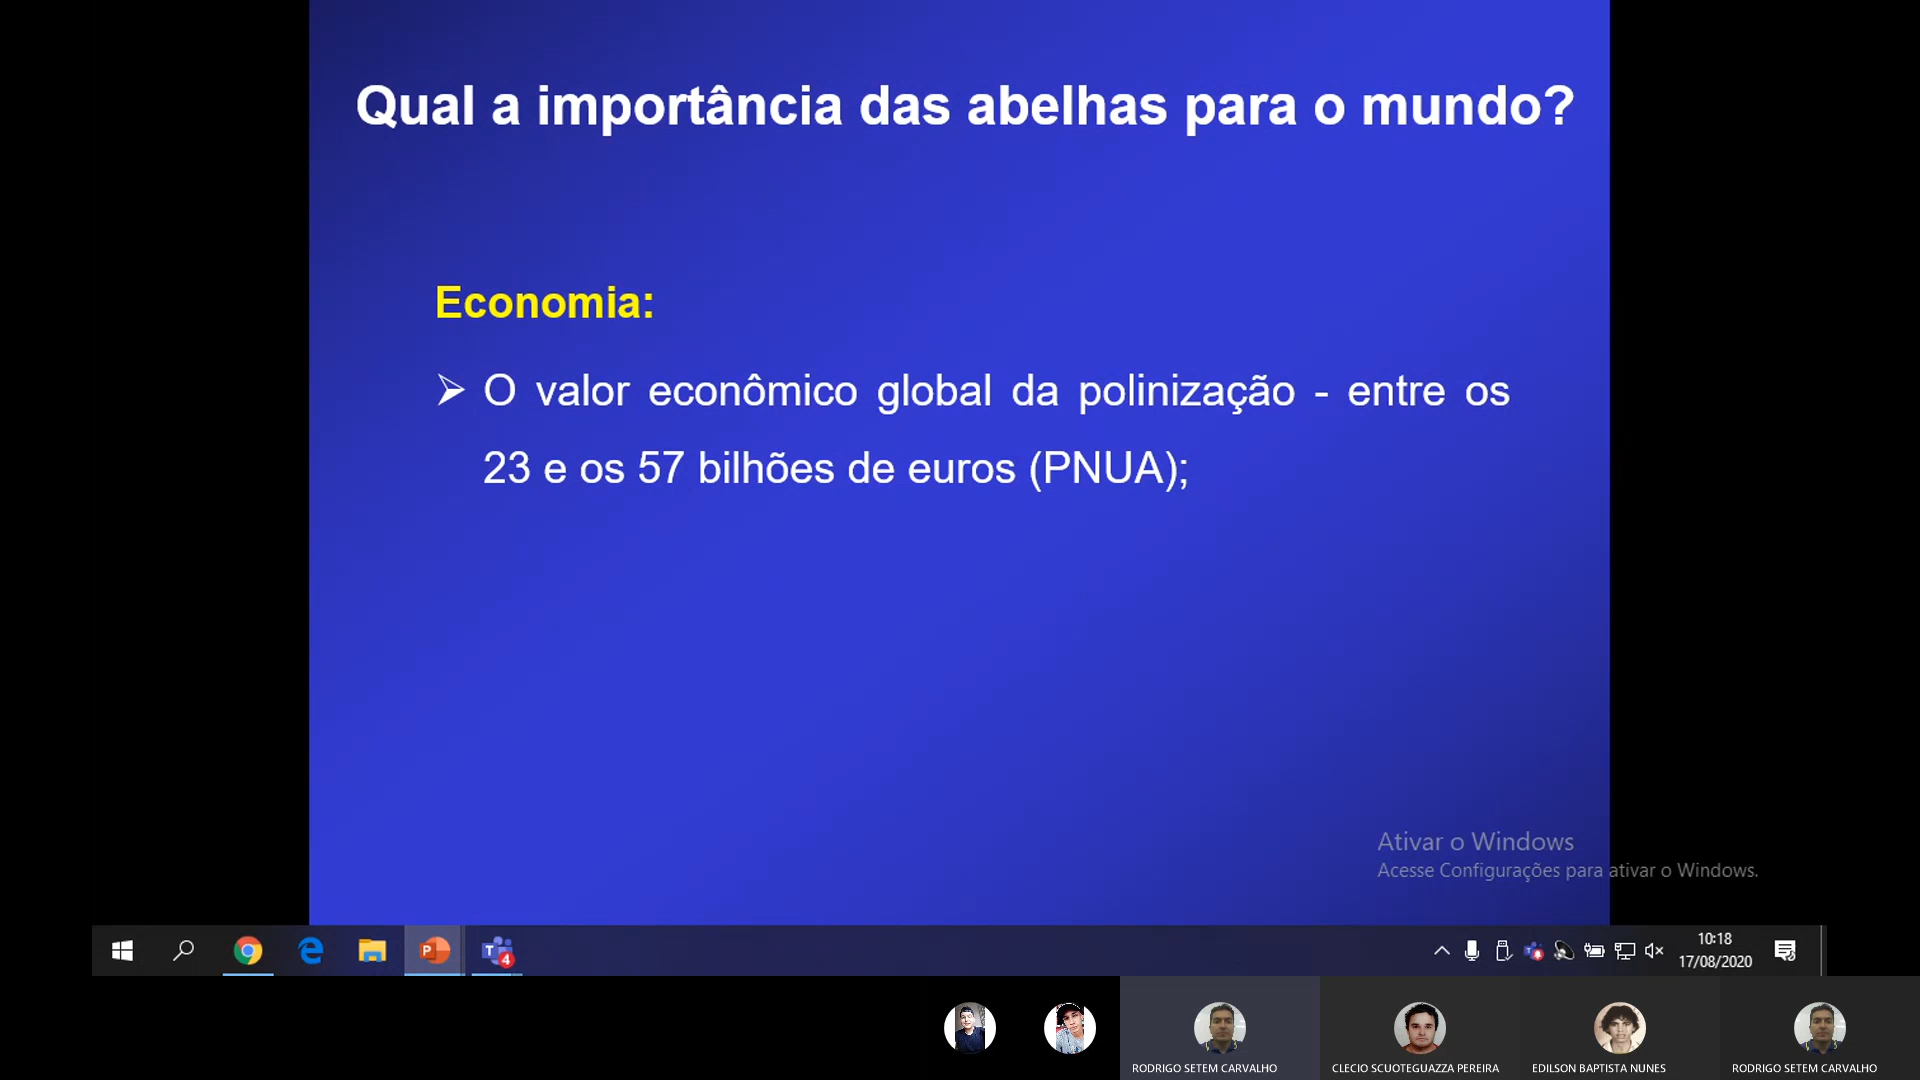 Qual a importância das abelhas para o mundo?
Economia:
➢ O valor econômico global da polinização - entre os
23 e os 57 bilhões de euros (PNUA);
Ativar o Windows
Acesse Configurações para ativar o Windows.
4
10:18
17/08/2020
RODRIGO SETEM CARVALHO
CLECIO SCUOTEGUAZZA PEREIRA
EDILSON BAPTISTA NUNES
RODRIGO SETEM CARVALHO